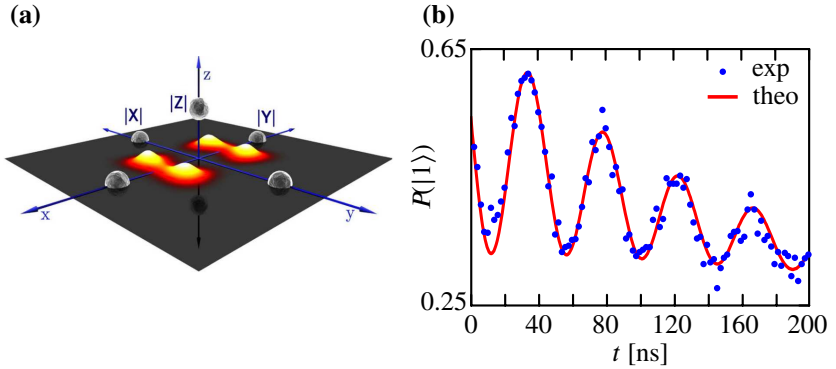 (a)
z
|Z|
|X|
|Y|
x
y
(b)
0.65
P(|1⟩)
0.25
exp
theo
0 40 80 120 160 200
t [ns]